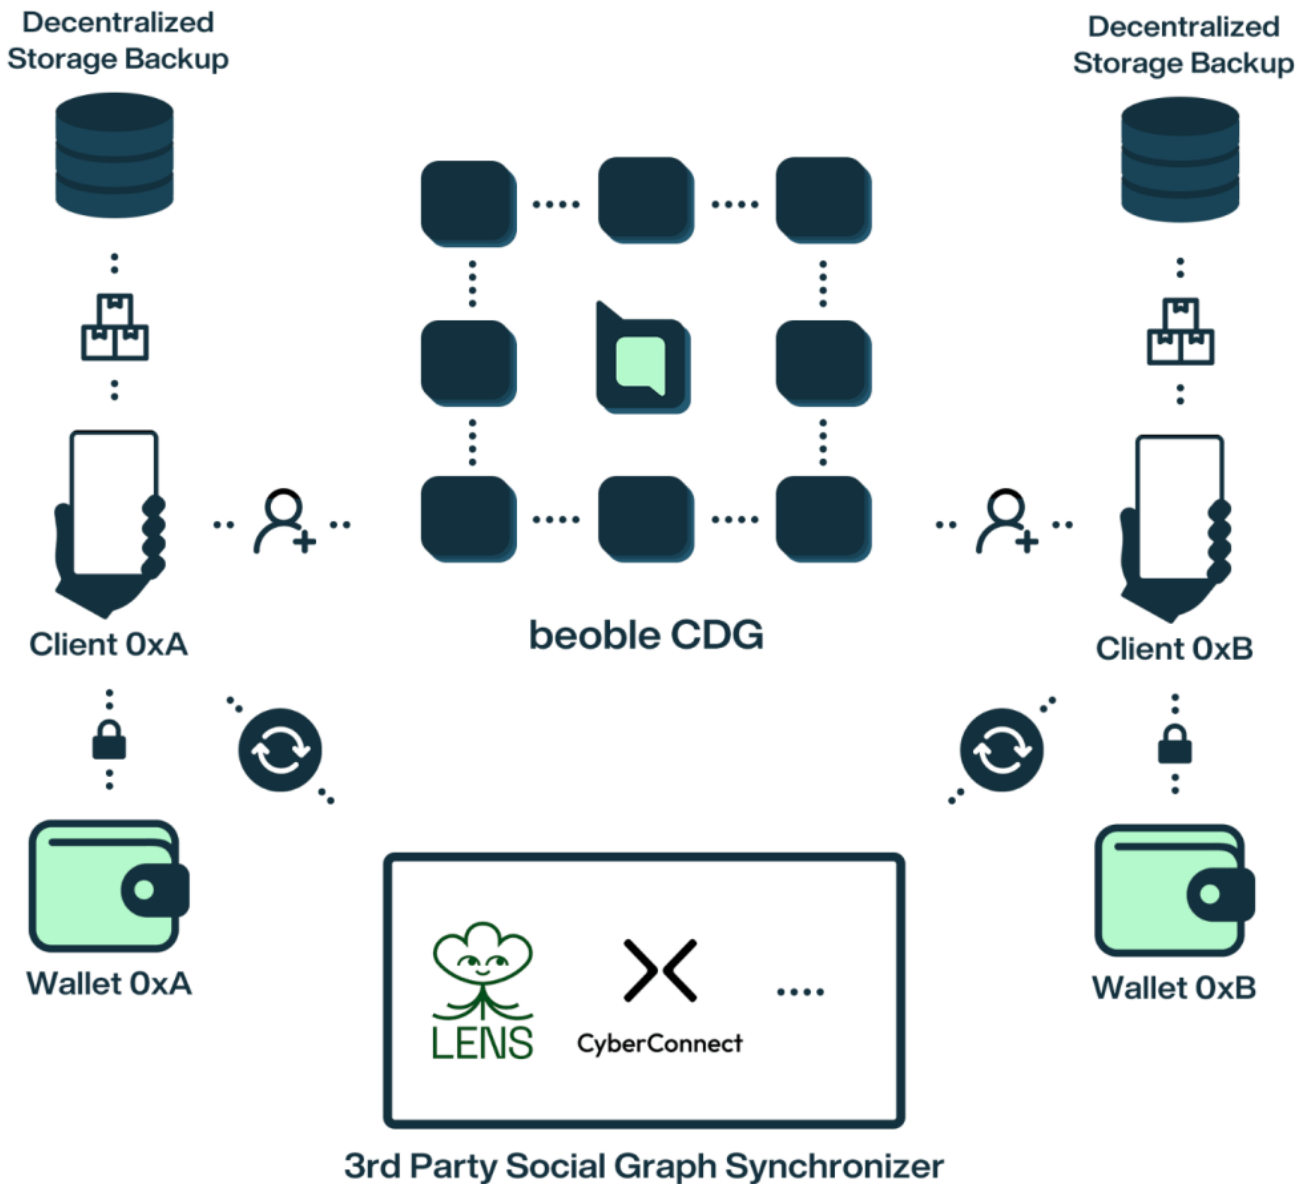 Decentralized
Storage Backup
Decentralized
Storage Backup
beoble CDG
Client 0xA
Client 0xB
Wallet 0xA
Wallet 0xB
LENS
CyberConnect
3rd Party Social Graph Synchronizer